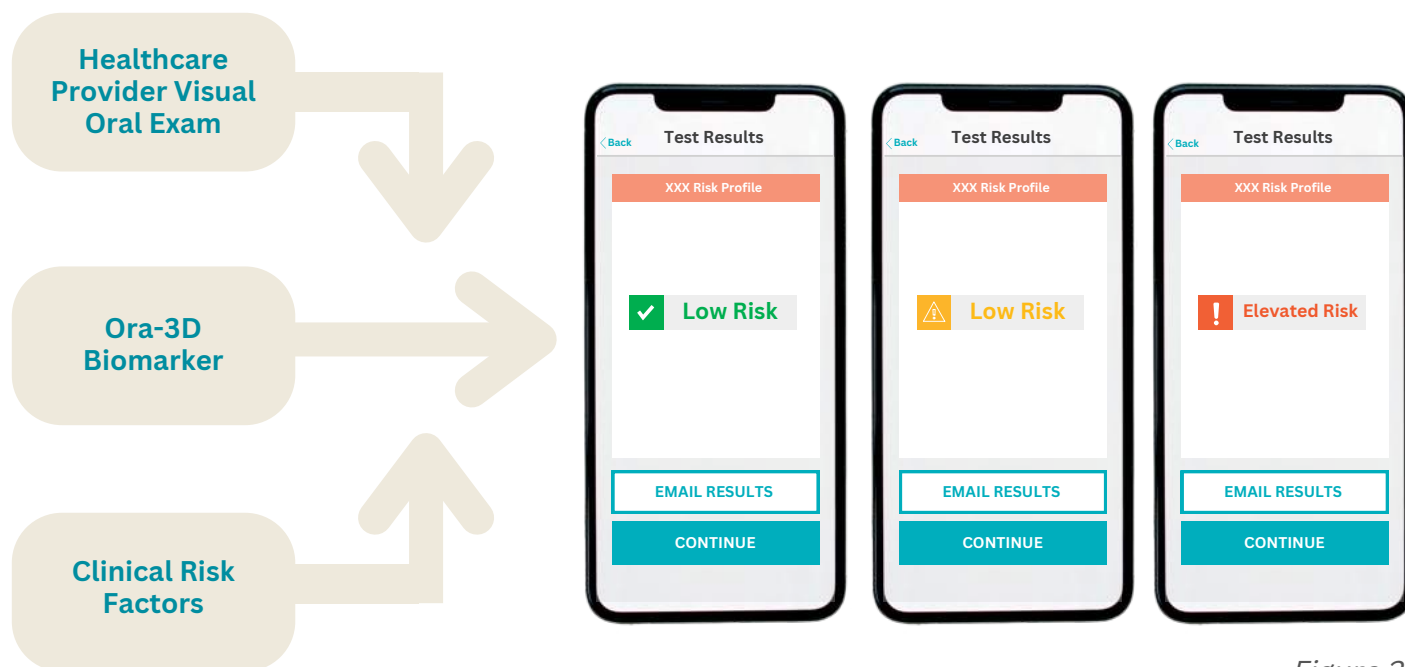 Healthcare
Provider Visual
Oral Exam
Ora-3D
Biomarker
Clinical Risk
Factors
Back
Test Results
XXX Risk Profile
Low Risk
EMAIL RESULTS
CONTINUE
Back
Test Results
XXX Risk Profile
Low Risk
EMAIL RESULTS
CONTINUE
Back
Test Results
XXX Risk Profile
Elevated Risk
EMAIL RESULTS
CONTINUE
Figure 2